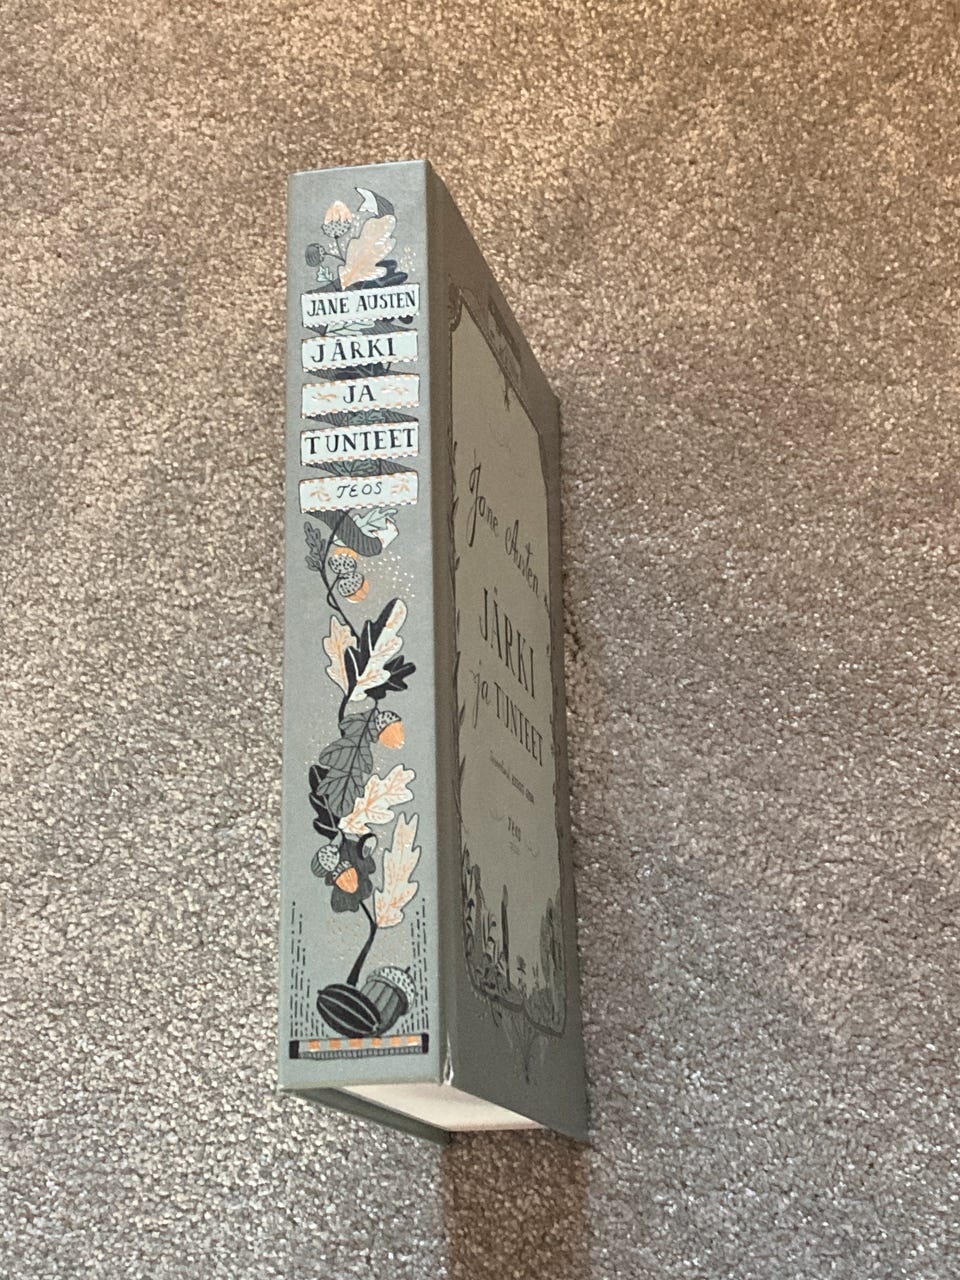 JANE AUSTEN
JÄRKI
JA
TUNTEET
TEOS
Jane Austen
JÄRKI
ja TUNTEET
TEOS